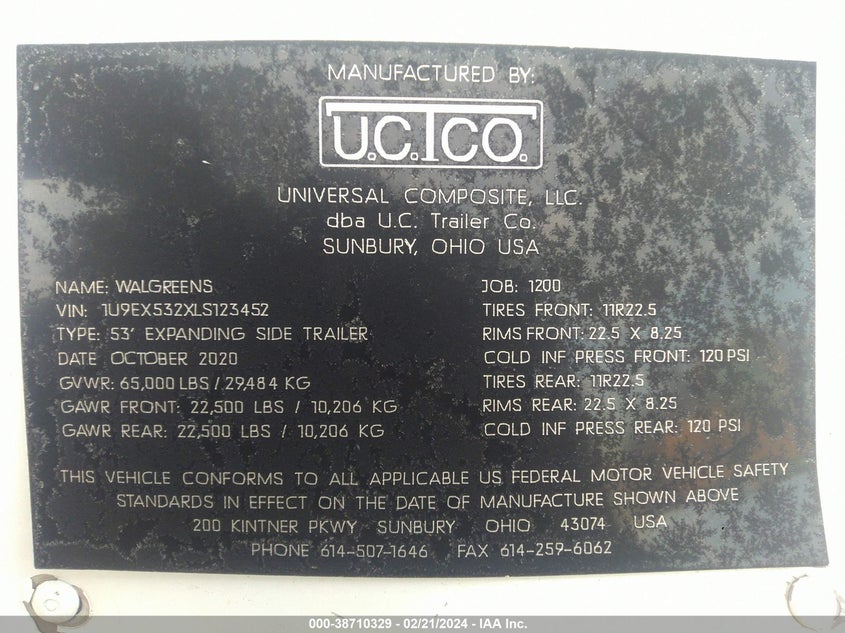 MANUFACTURED BY:
U.C.TCO.
UNIVERSAL COMPOSITE, LLC.
dba U.C. Trailer Co.
SUNBURY, OHIO USA
NAME: WALGREENS
VIN: 1U9EX532XLS123452
TYPE: 53' EXPANDING SIDE TRAILER
DATE OCTOBER 2020
GVWR: 65,000 LBS / 29,484 KG
GAWR FRONT: 22,500 LBS / 10,206 KG
GAWR REAR: 22,500 LBS / 10,206 KG
JOB: 1200
TIRES FRONT: 11R22.5
RIMS FRONT: 22.5 X 8.25
COLD INF PRESS FRONT: 120 PSI
TIRES REAR: 11R22.5
RIMS REAR: 22.5 X 8.25
COLD INF PRESS REAR: 120 PSI
THIS VEHICLE CONFORMS TO ALL APPLICABLE US FEDERAL MOTOR VEHICLE SAFETY
STANDARDS IN EFFECT ON THE DATE OF MANUFACTURE SHOWN ABOVE
200 KINTNER PKWY SUNBURY OHIO 43074 USA
PHONE 614-507-1646 FAX 614-259-6062
000-38710329 - 02/21/2024 - IAA Inc.